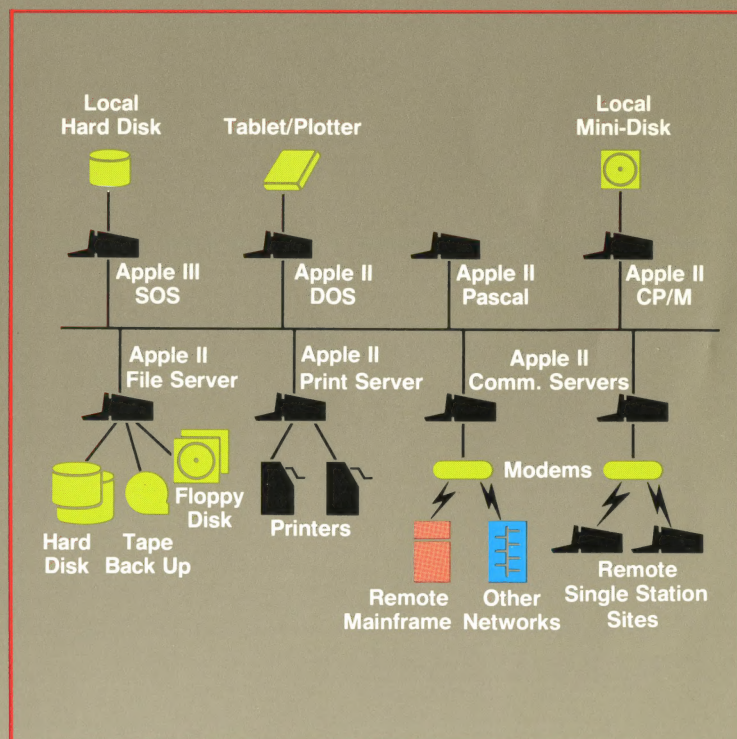 Local
Hard Disk
Tablet/Plotter
Local
Mini-Disk
Apple III
SOS
Apple II
DOS
Apple II
Pascal
Apple II
CP/M
Apple II
File Server
Apple II
Print Server
Apple II
Comm. Servers
Modems
Floppy
Disk
Hard
Disk
Tape
Back Up
Printers
Remote
Mainframe
Other
Networks
Remote
Single Station
Sites